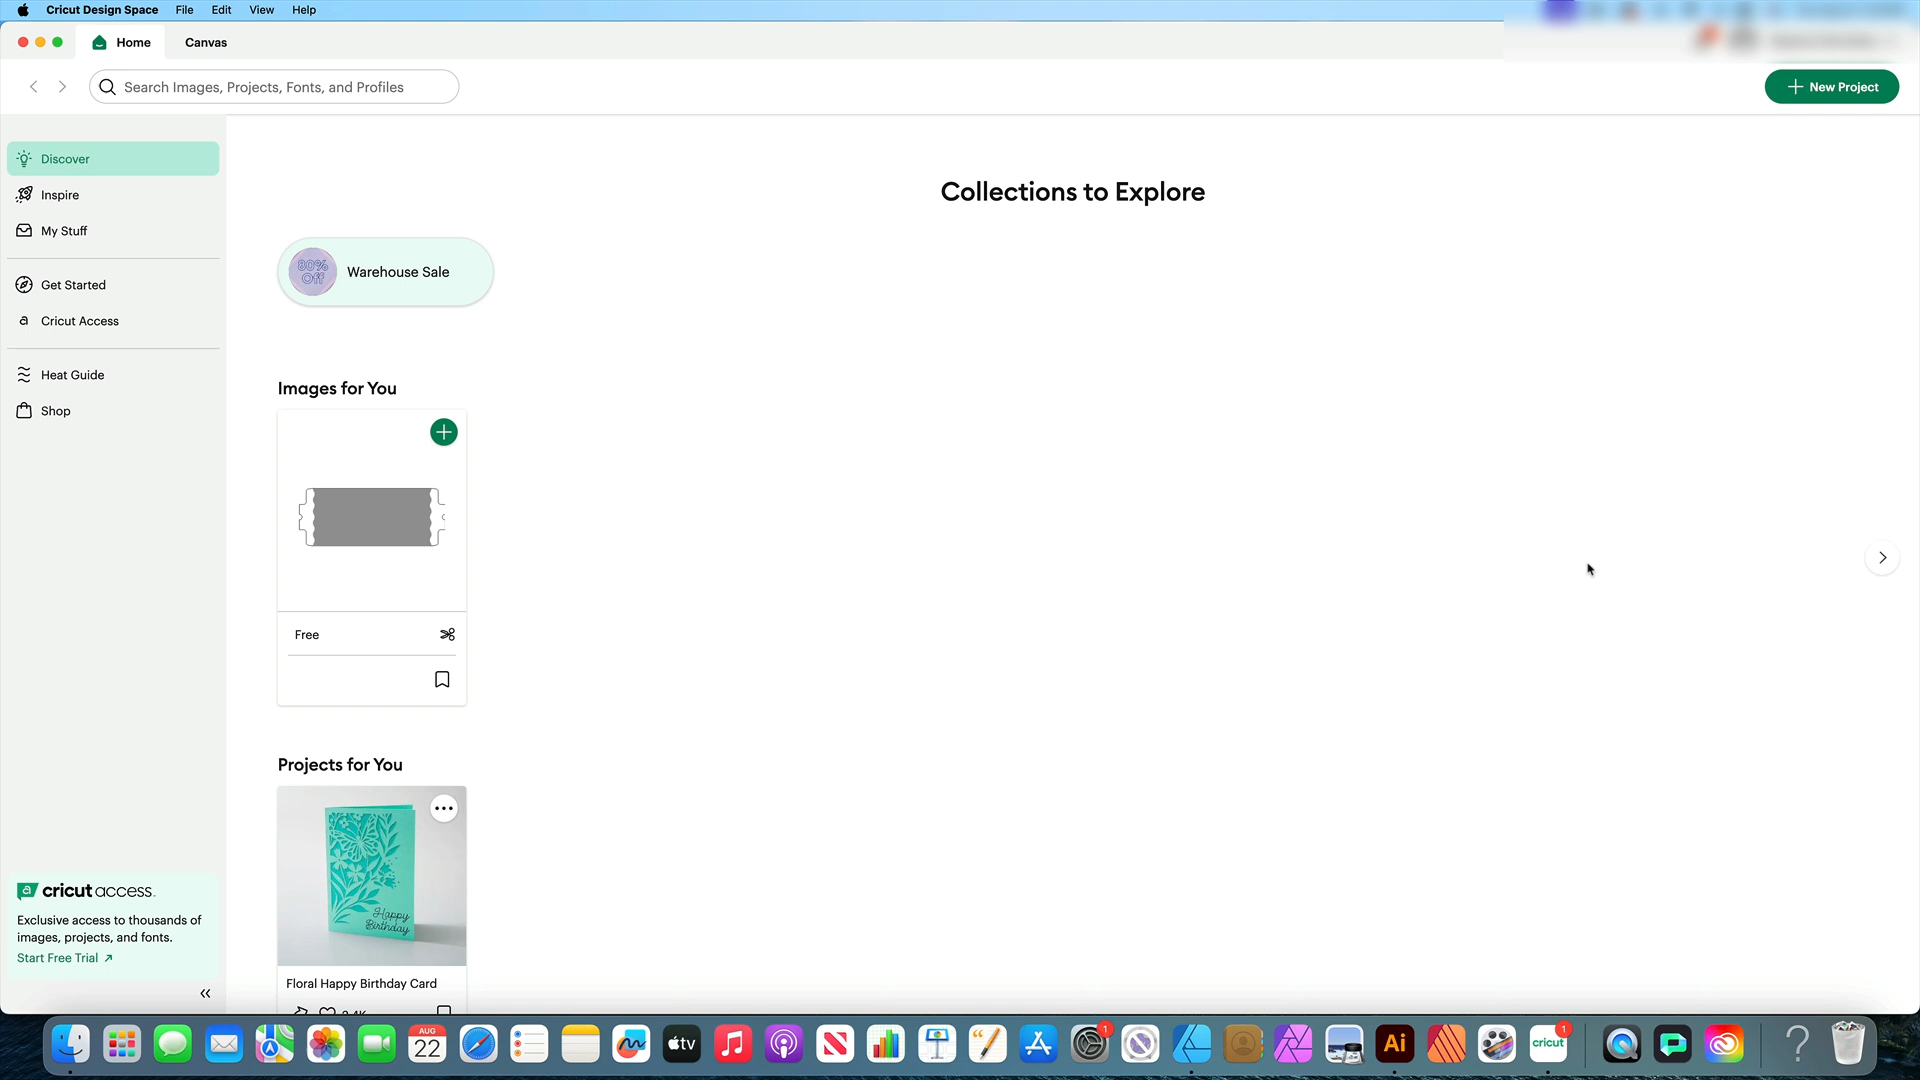 Cricut Design Space File Edit View Help
Home Canvas
Search Images, Projects, Fonts, and Profiles
New Project
Discover
Inspire
My Stuff
Get Started
Cricut Access
Heat Guide
Shop
Collections to Explore
80%
Off
Warehouse Sale
Images for You
Free
Projects for You
Happy
Birthday
Floral Happy Birthday Card
a cricut access.
Exclusive access to thousands of
images, projects, and fonts.
Start Free Trial
AUG
22
tv
1
Ai
cricut
1